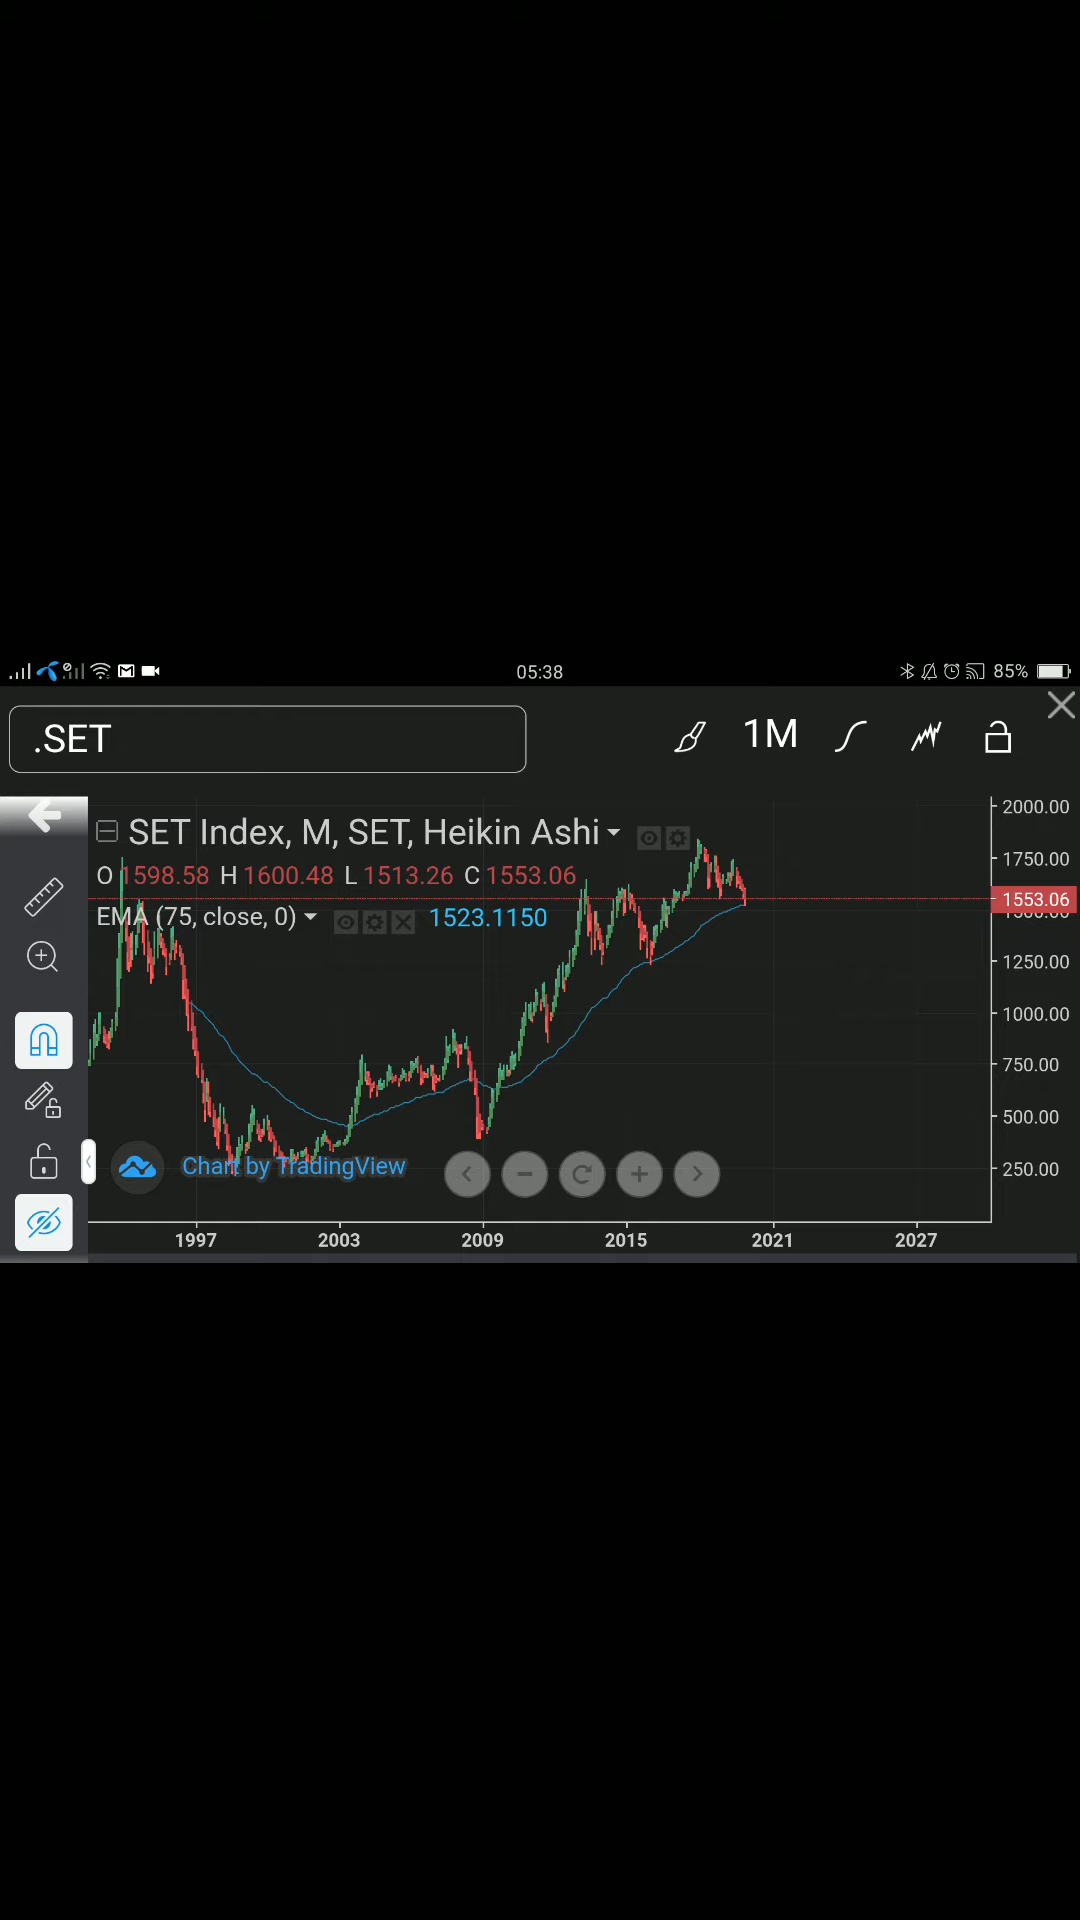 05:38
85%
.SET
1M
SET Index, M, SET, Heikin Ashi
O 1598.58 H 1600.48 L 1513.26 C 1553.06
EMA (75, close, 0) 1523.1150
2000.00
1750.00
1553.06
1500.00
1250.00
1000.00
750.00
500.00
250.00
Chart by TradingView
1997 2003 2009 2015 2021 2027